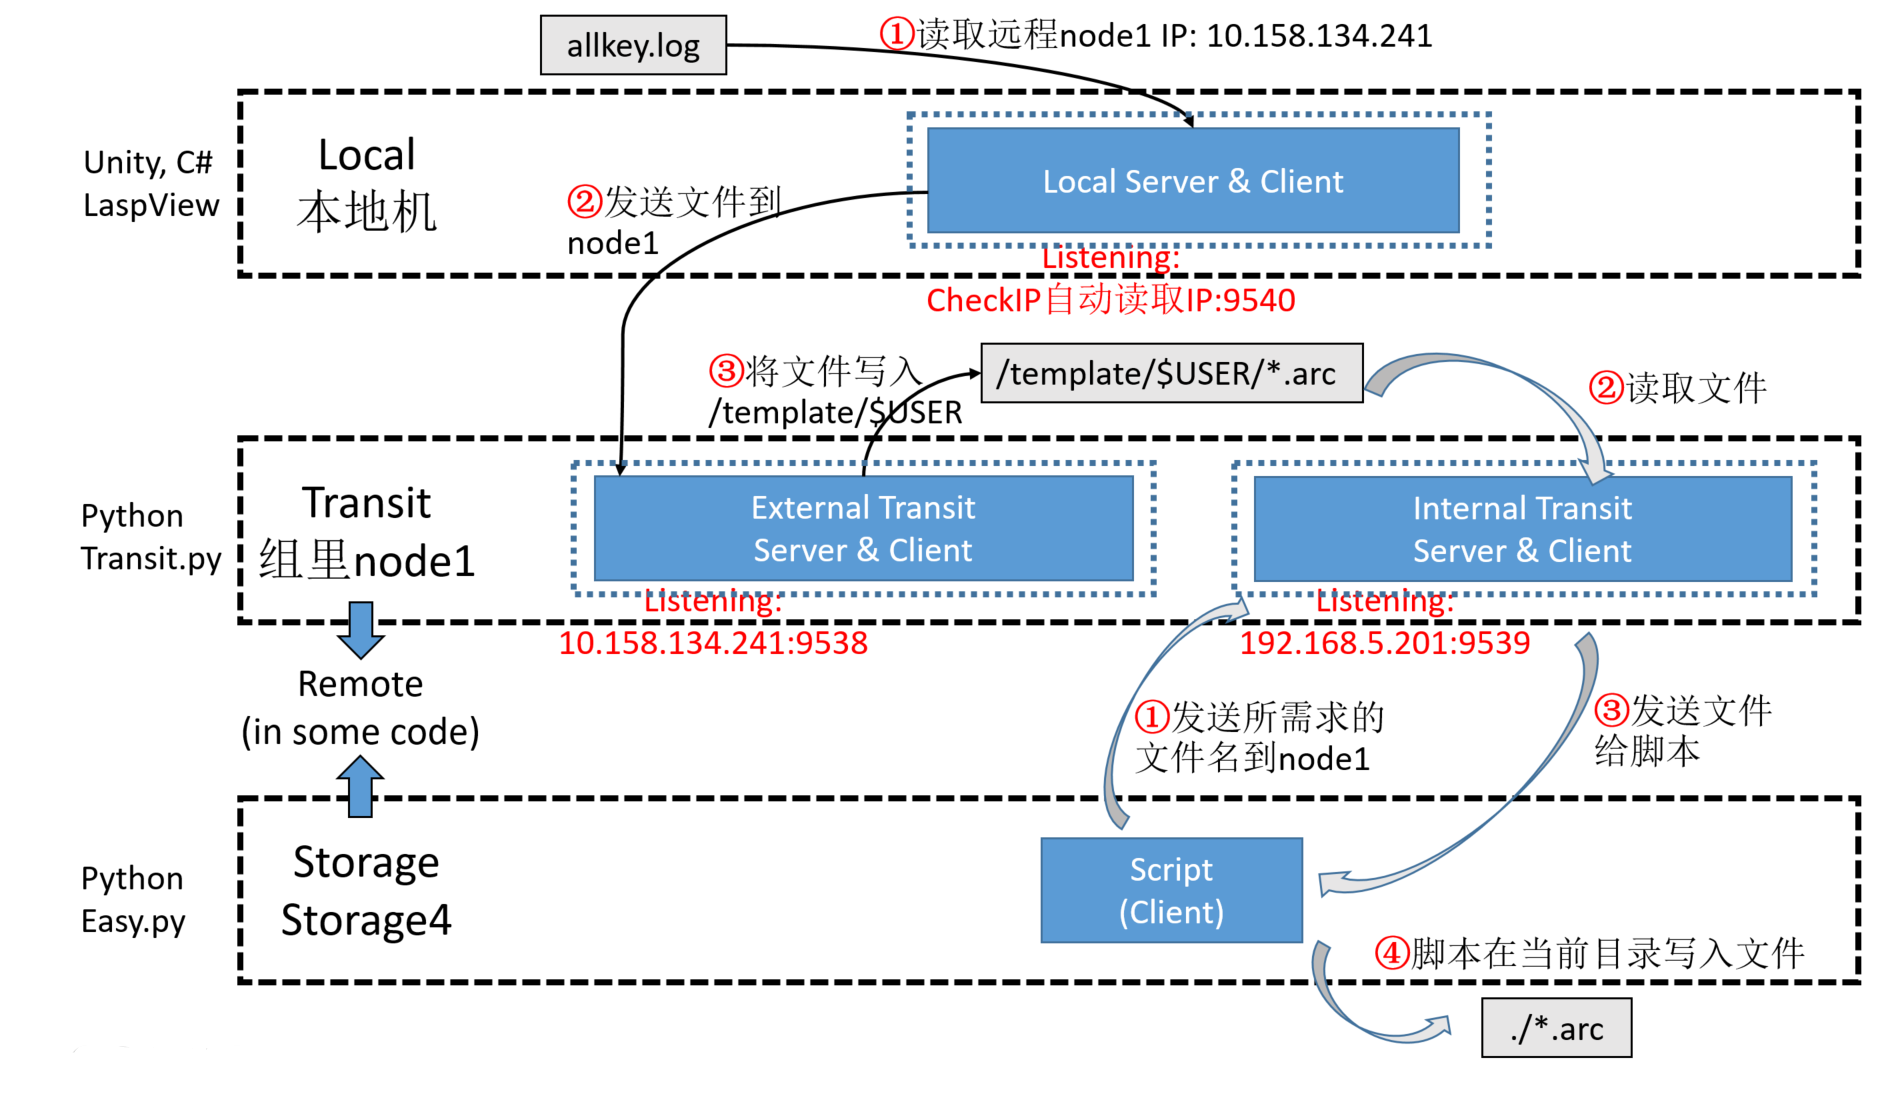 allkey.log
①读取远程node1 IP: 10.158.134.241
Unity, C#
LaspView
Local
本地机
②发送文件到
node1
Local Server & Client
Listening:
CheckIP自动读取IP:9540
③将文件写入
/template/$USER
/template/$USER/*.arc
②读取文件
Python
Transit.py
Transit
组里node1
External Transit
Server & Client
Listening:
10.158.134.241:9538
Internal Transit
Server & Client
Listening:
192.168.5.201:9539
Remote
(in some code)
①发送所需求的
文件名到node1
③发送文件
给脚本
Python
Easy.py
Storage
Storage4
Script
(Client)
④脚本在当前目录写入文件
./*.arc